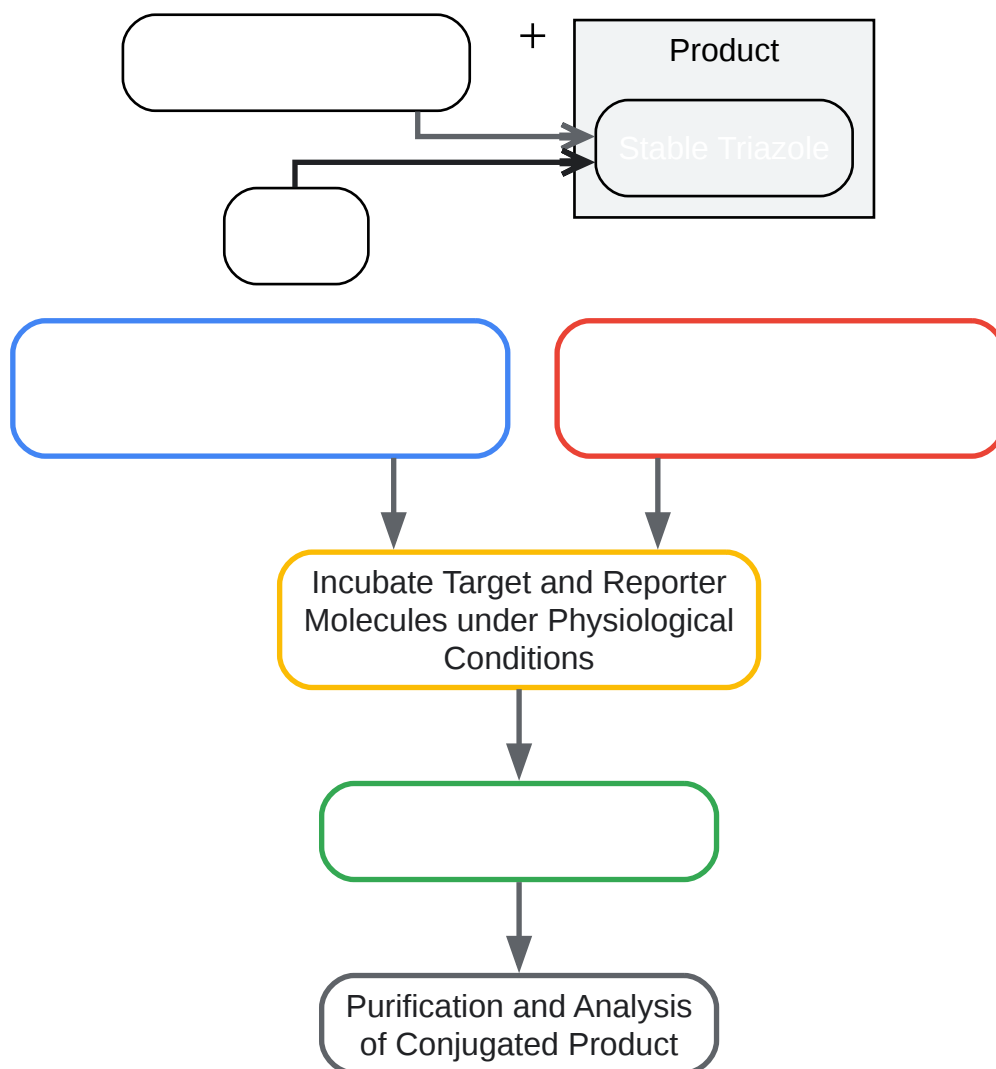 +
Product
Stable Triazole
Incubate Target and Reporter
Molecules under Physiological
Conditions
Purification and Analysis
of Conjugated Product